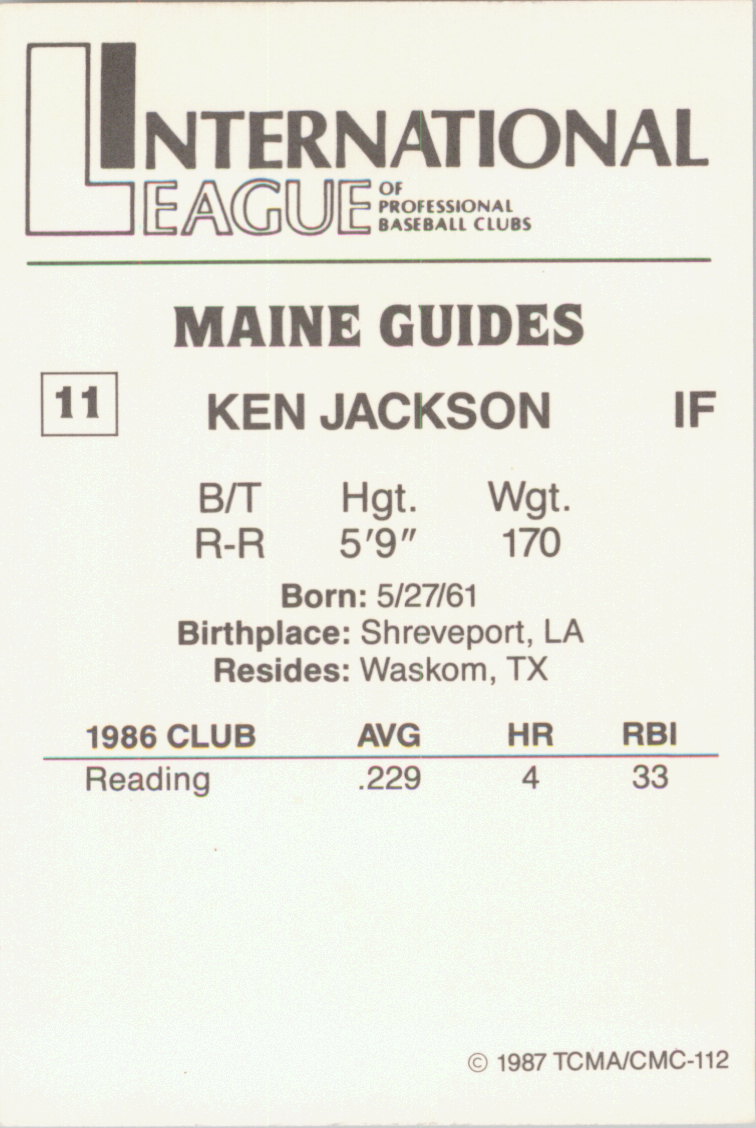 INTERNATIONAL
LEAGUE OF
PROFESSIONAL
BASEBALL CLUBS
MAINE GUIDES
11 KEN JACKSON IF
B/T Hgt. Wgt.
R-R 5'9" 170
Born: 5/27/61
Birthplace: Shreveport, LA
Resides: Waskom, TX
1986 CLUB AVG HR RBI
Reading .229 4 33
© 1987 TCMA/CMC-112